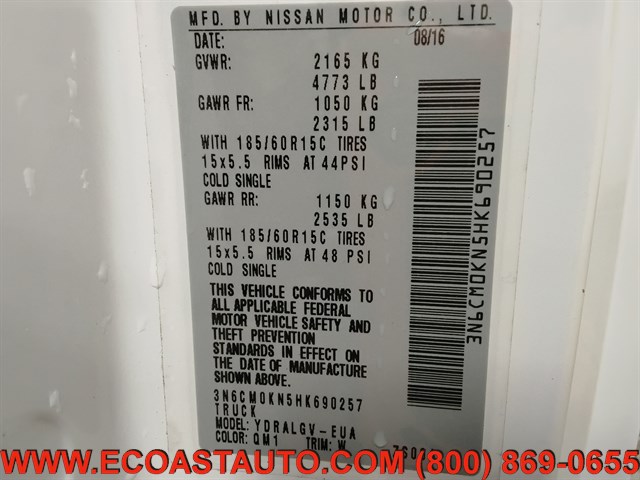 MFD. BY NISSAN MOTOR CO., LTD.
DATE: 08/16
GVWR: 2165 KG
4773 LB
GAWR FR: 1050 KG
2315 LB
WITH 185/60R15C TIRES
15x5.5 RIMS AT 44PSI
COLD SINGLE
GAWR RR: 1150 KG
2535 LB
WITH 185/60R15C TIRES
15x5.5 RIMS AT 48 PSI
COLD SINGLE
THIS VEHICLE CONFORMS TO
ALL APPLICABLE FEDERAL
MOTOR VEHICLE SAFETY AND
THEFT PREVENTION
STANDARDS IN EFFECT ON
THE DATE OF MANUFACTURE
SHOWN ABOVE.
3N6CM0KN5HK690257
TRUCK
MODEL: YDRALGV-EUA
COLOR: QM1 TRIM: W
3N6CM0KN5HK690257
WWW.ECOASTAUTO.COM (800) 869-0655